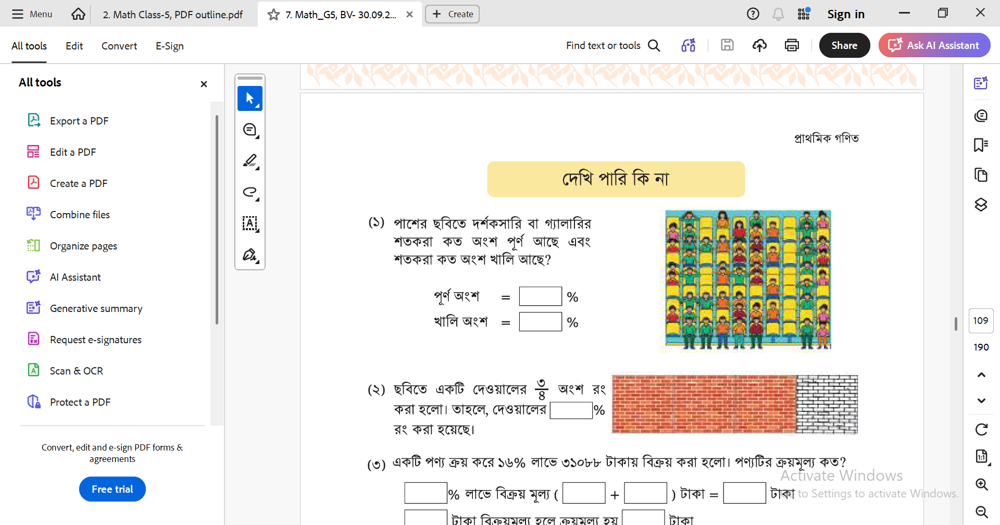 Menu
2. Math Class-5, PDF outline.pdf
7. Math_G5, BV- 30.09.2...
Create
Sign in
All tools
Edit
Convert
E-Sign
Find text or tools
Share
Ask AI Assistant
All tools
Export a PDF
Edit a PDF
Create a PDF
Combine files
Organize pages
AI Assistant
Generative summary
Request e-signatures
Scan & OCR
Protect a PDF
Convert, edit and e-sign PDF forms &
agreements
Free trial
প্রাথমিক গণিত
দেখি পারি কি না
(১) পাশের ছবিতে দর্শকসারি বা গ্যালারির
শতকরা কত অংশ পূর্ণ আছে এবং
শতকরা কত অংশ খালি আছে?
পূর্ণ অংশ = %
খালি অংশ = %
(২) ছবিতে একটি দেওয়ালের ৩/৪ অংশ রং
করা হলো। তাহলে, দেওয়ালের %
রং করা হয়েছে।
(৩) একটি পণ্য ক্রয় করে ১৬% লাভে ৩১০৮৮ টাকায় বিক্রয় করা হলো। পণ্যটির ক্রয়মূল্য কত?
% লাভে বিক্রয় মূল্য ( + ) টাকা = টাকা
টাকা বিক্রয়মূল্য হলে ক্রয়মূল্য হয় টাকা
109
190
Activate Windows
to Settings to activate Windows.